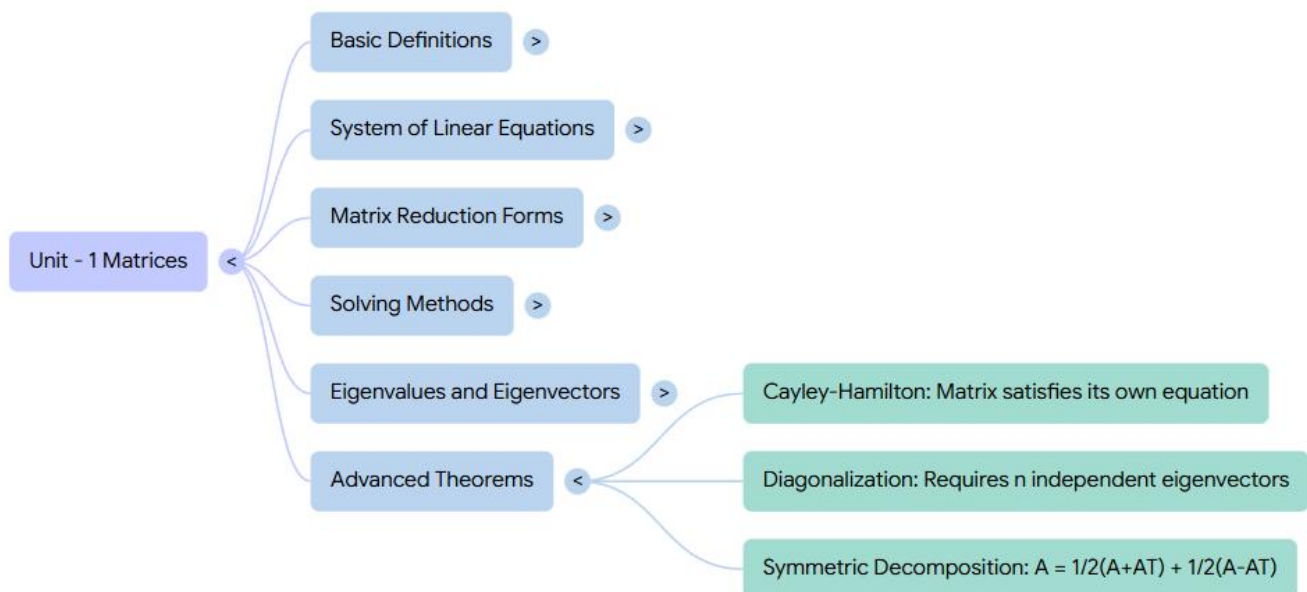 Basic Definitions >
System of Linear Equations >
Matrix Reduction Forms >
Unit - 1 Matrices <
Solving Methods >
Eigenvalues and Eigenvectors >
Cayley-Hamilton: Matrix satisfies its own equation
Advanced Theorems <
Diagonalization: Requires n independent eigenvectors
Symmetric Decomposition: A = 1/2(A+AT) + 1/2(A-AT)